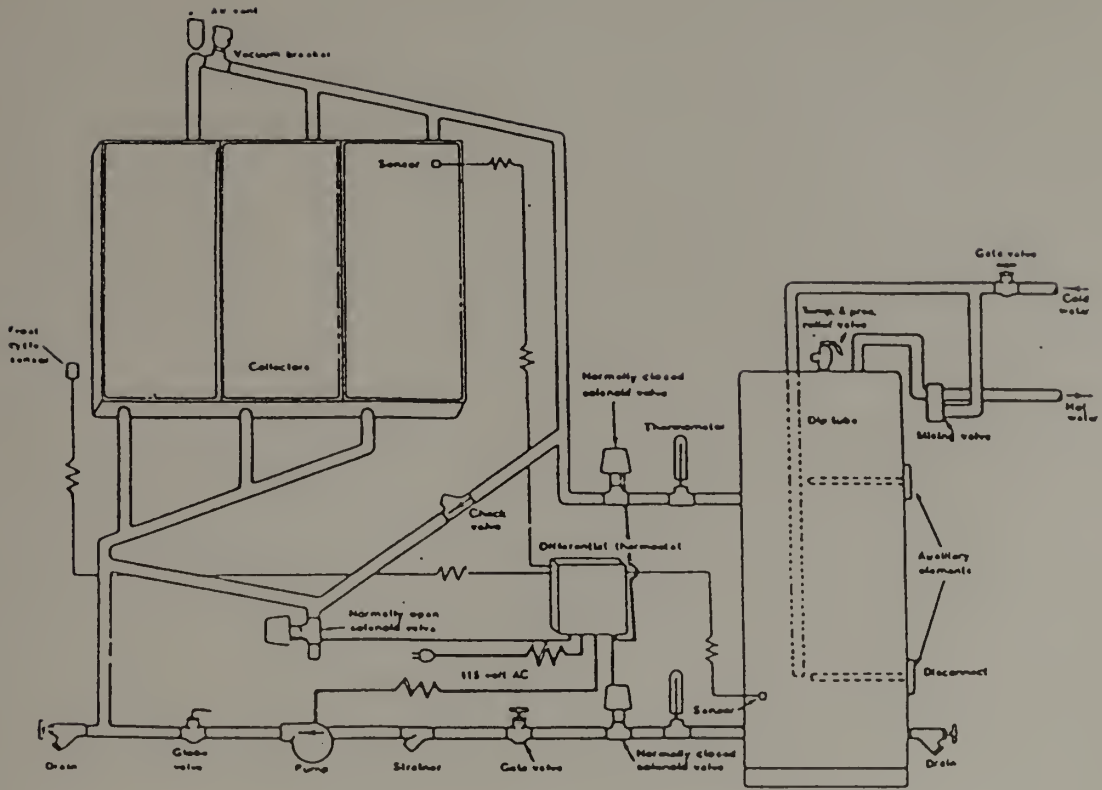 Air vent
Vacuum breaker
Sensor
Gate valve
Cold
water
Temp. & pres.
relief valve
Frost
cycle
sensor
Collectors
Normally closed
solenoid valve
Thermometer
Dip tube
Mixing valve
Hot
water
Check
valve
Differential thermostat
Auxiliary
elements
Normally open
solenoid valve
115 volt AC
Disconnect
Sensor
Drain
Globe
valve
Pump
Strainer
Gate valve
Normally closed
solenoid valve
Drain